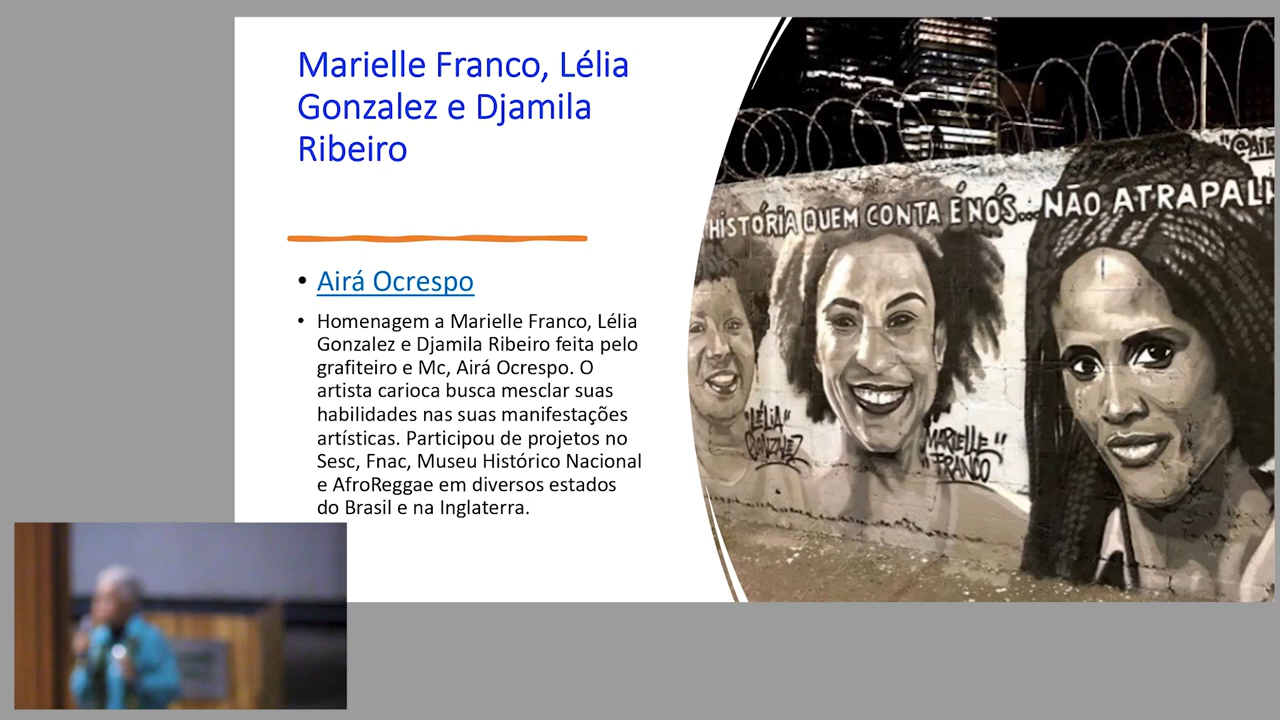 Marielle Franco, Lélia
Gonzalez e Djamila
Ribeiro
• Airá Ocrespo
• Homenagem a Marielle Franco, Lélia
Gonzalez e Djamila Ribeiro feita pelo
grafiteiro e Mc, Airá Ocrespo. O
artista carioca busca mesclar suas
habilidades nas suas manifestações
artísticas. Participou de projetos no
Sesc, Fnac, Museu Histórico Nacional
e AfroReggae em diversos estados
do Brasil e na Inglaterra.
"@AiR
HISTÓRIA QUEM CONTA É NÓS... NÃO ATRAPALH
"LÉLIA"
GONZALEZ
MARIELLE"
"FRANCO